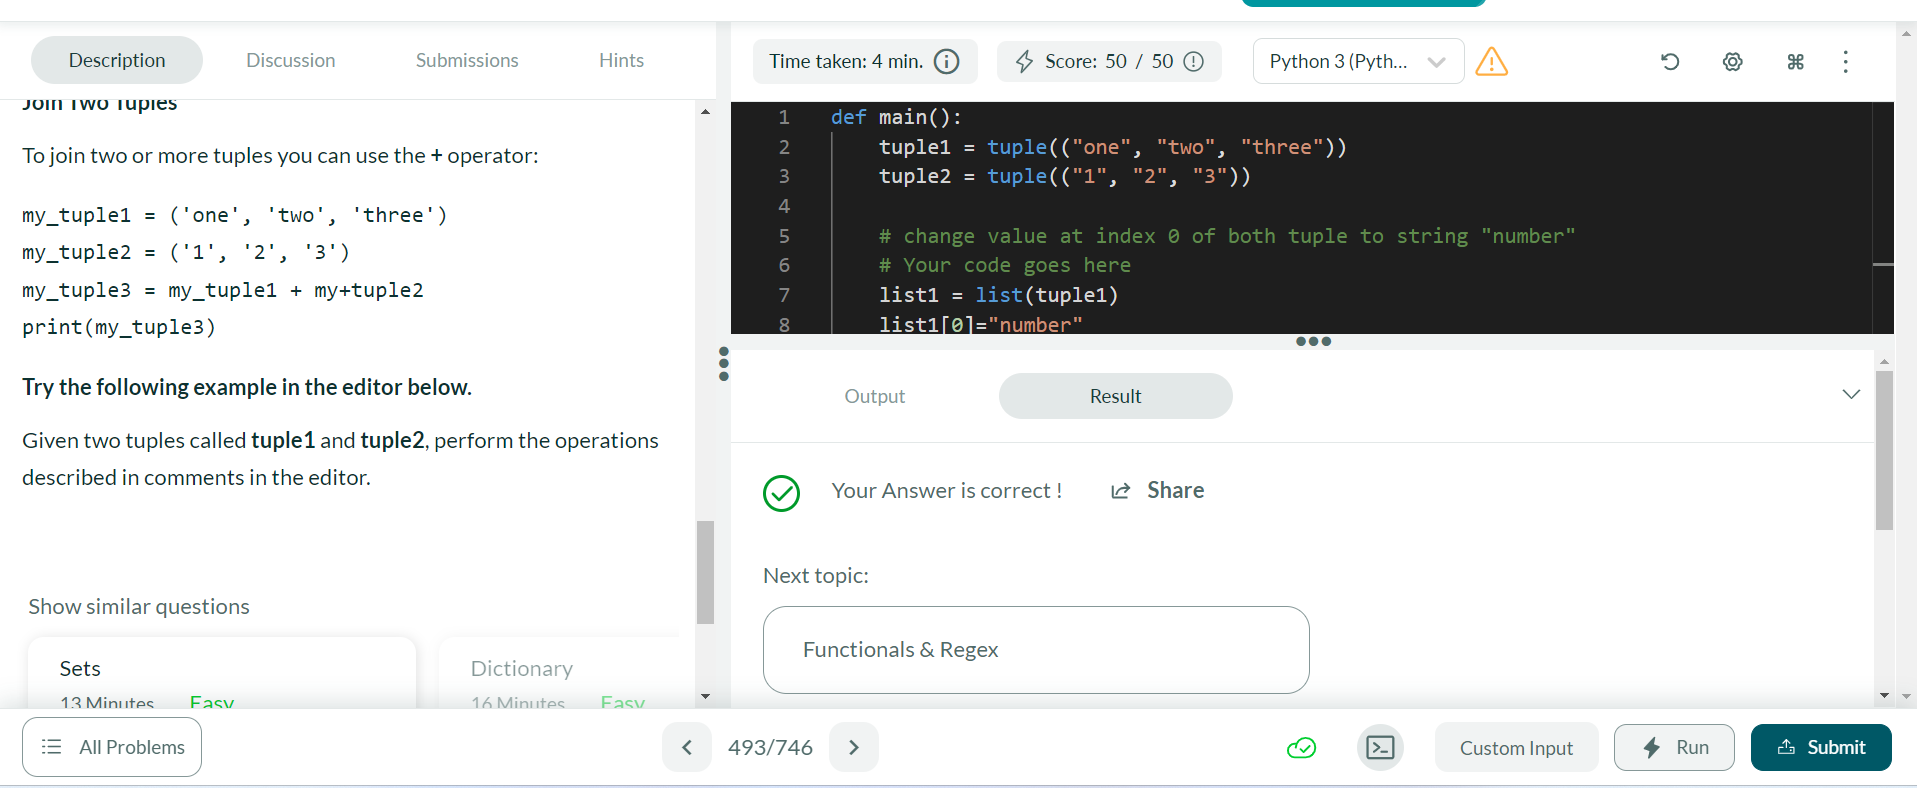 Description
Discussion
Submissions
Hints
Time taken: 4 min.
Score: 50 / 50
Python 3 (Pyth...
Join Two Tuples
To join two or more tuples you can use the + operator:
my_tuple1 = ('one', 'two', 'three')
my_tuple2 = ('1', '2', '3')
my_tuple3 = my_tuple1 + my+tuple2
print(my_tuple3)
Try the following example in the editor below.
Given two tuples called tuple1 and tuple2, perform the operations
described in comments in the editor.
Show similar questions
Sets
13 Minutes Easy
Dictionary
16 Minutes Easy
1 def main():
2 tuple1 = tuple(("one", "two", "three"))
3 tuple2 = tuple(("1", "2", "3"))
4
5 # change value at index 0 of both tuple to string "number"
6 # Your code goes here
7 list1 = list(tuple1)
8 list1[0]="number"
Output
Result
Your Answer is correct !
Share
Next topic:
Functionals & Regex
All Problems
493/746
Custom Input
Run
Submit